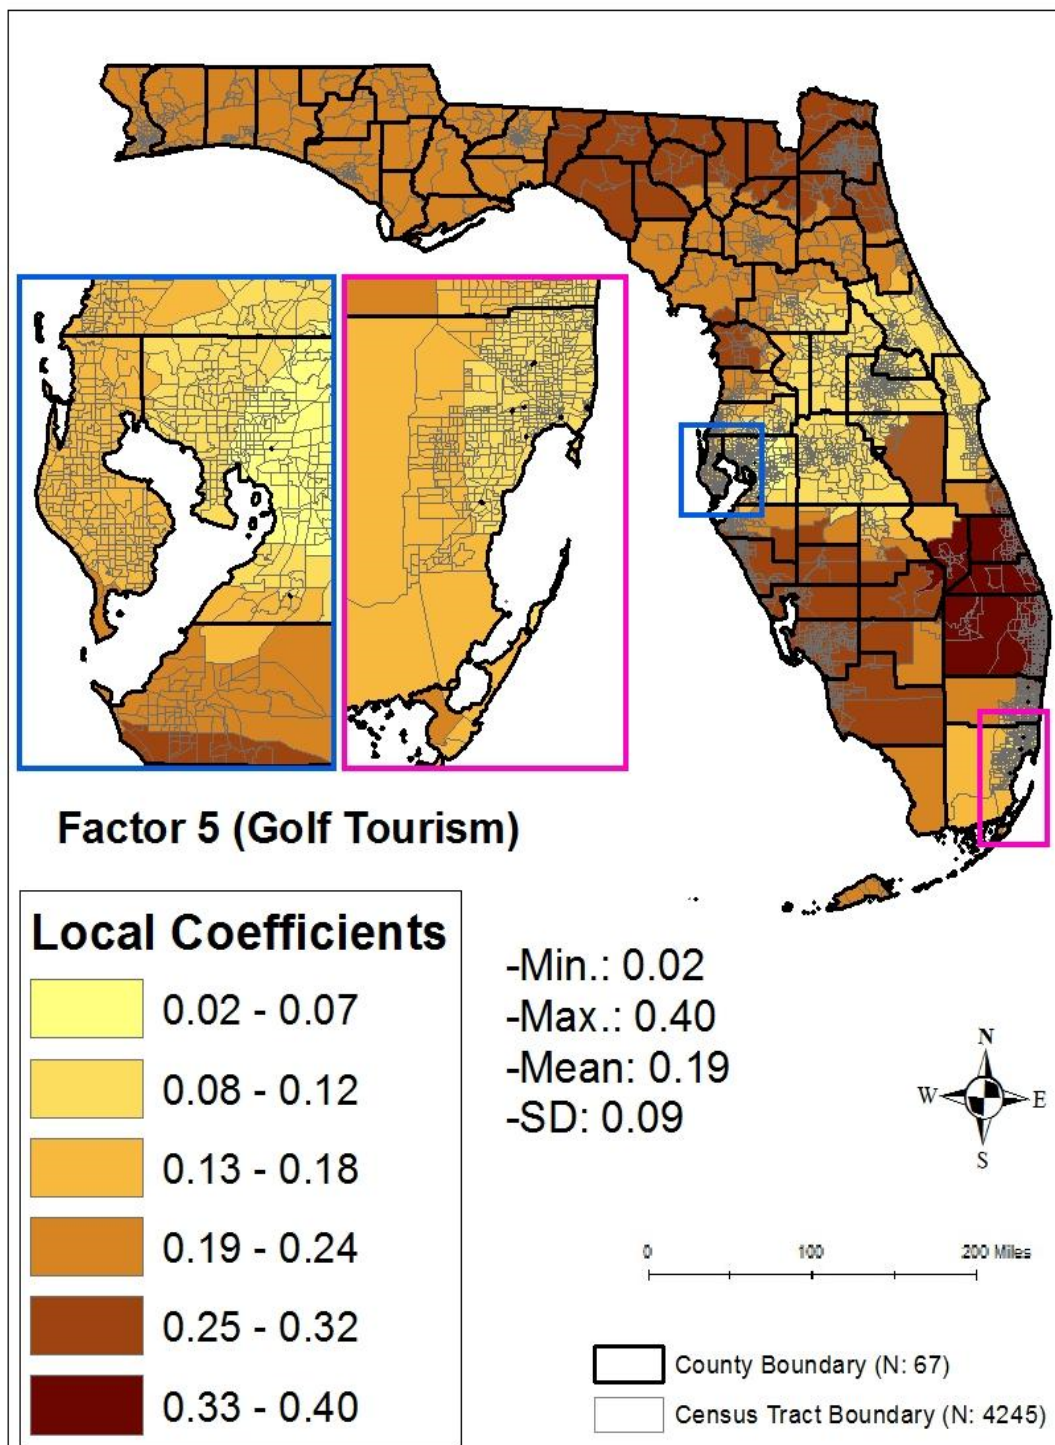 Factor 5 (Golf Tourism)
Local Coefficients
0.02 - 0.07
0.08 - 0.12
0.13 - 0.18
0.19 - 0.24
0.25 - 0.32
0.33 - 0.40
-Min.: 0.02
-Max.: 0.40
-Mean: 0.19
-SD: 0.09
N
W E
S
0 100 200 Miles
County Boundary (N: 67)
Census Tract Boundary (N: 4245)